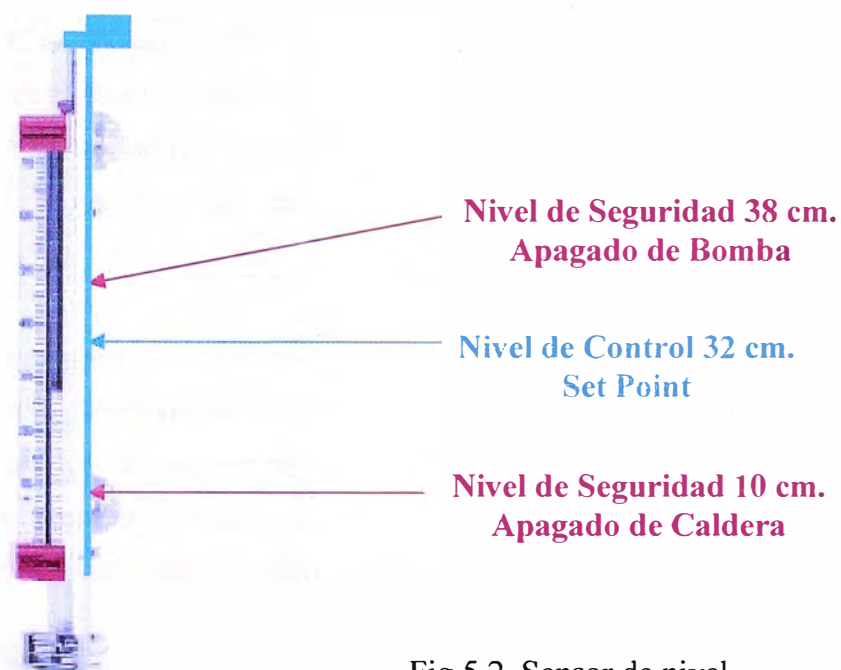 Nivel de Seguridad 38 cm.
Apagado de Bomba
Nivel de Control 32 cm.
Set Point
Nivel de Seguridad 10 cm.
Apagado de Caldera
Fig 5.2 Sensor de nivel